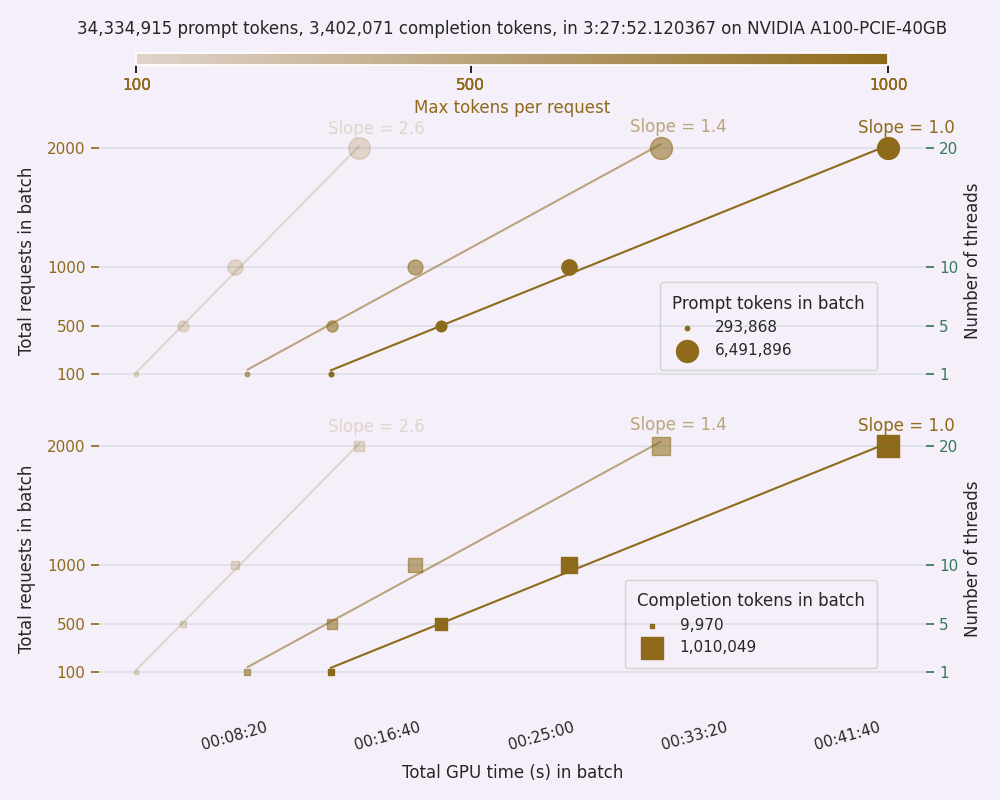 34,334,915 prompt tokens, 3,402,071 completion tokens, in 3:27:52.120367 on NVIDIA A100-PCIE-40GB
100 500 1000
Max tokens per request
Slope = 2.6 Slope = 1.4 Slope = 1.0
2000 20
1000 10
500 5
100 1
Total requests in batch
Number of threads
Prompt tokens in batch
293,868
6,491,896
Slope = 2.6 Slope = 1.4 Slope = 1.0
2000 20
1000 10
500 5
100 1
Total requests in batch
Number of threads
Completion tokens in batch
9,970
1,010,049
00:08:20 00:16:40 00:25:00 00:33:20 00:41:40
Total GPU time (s) in batch